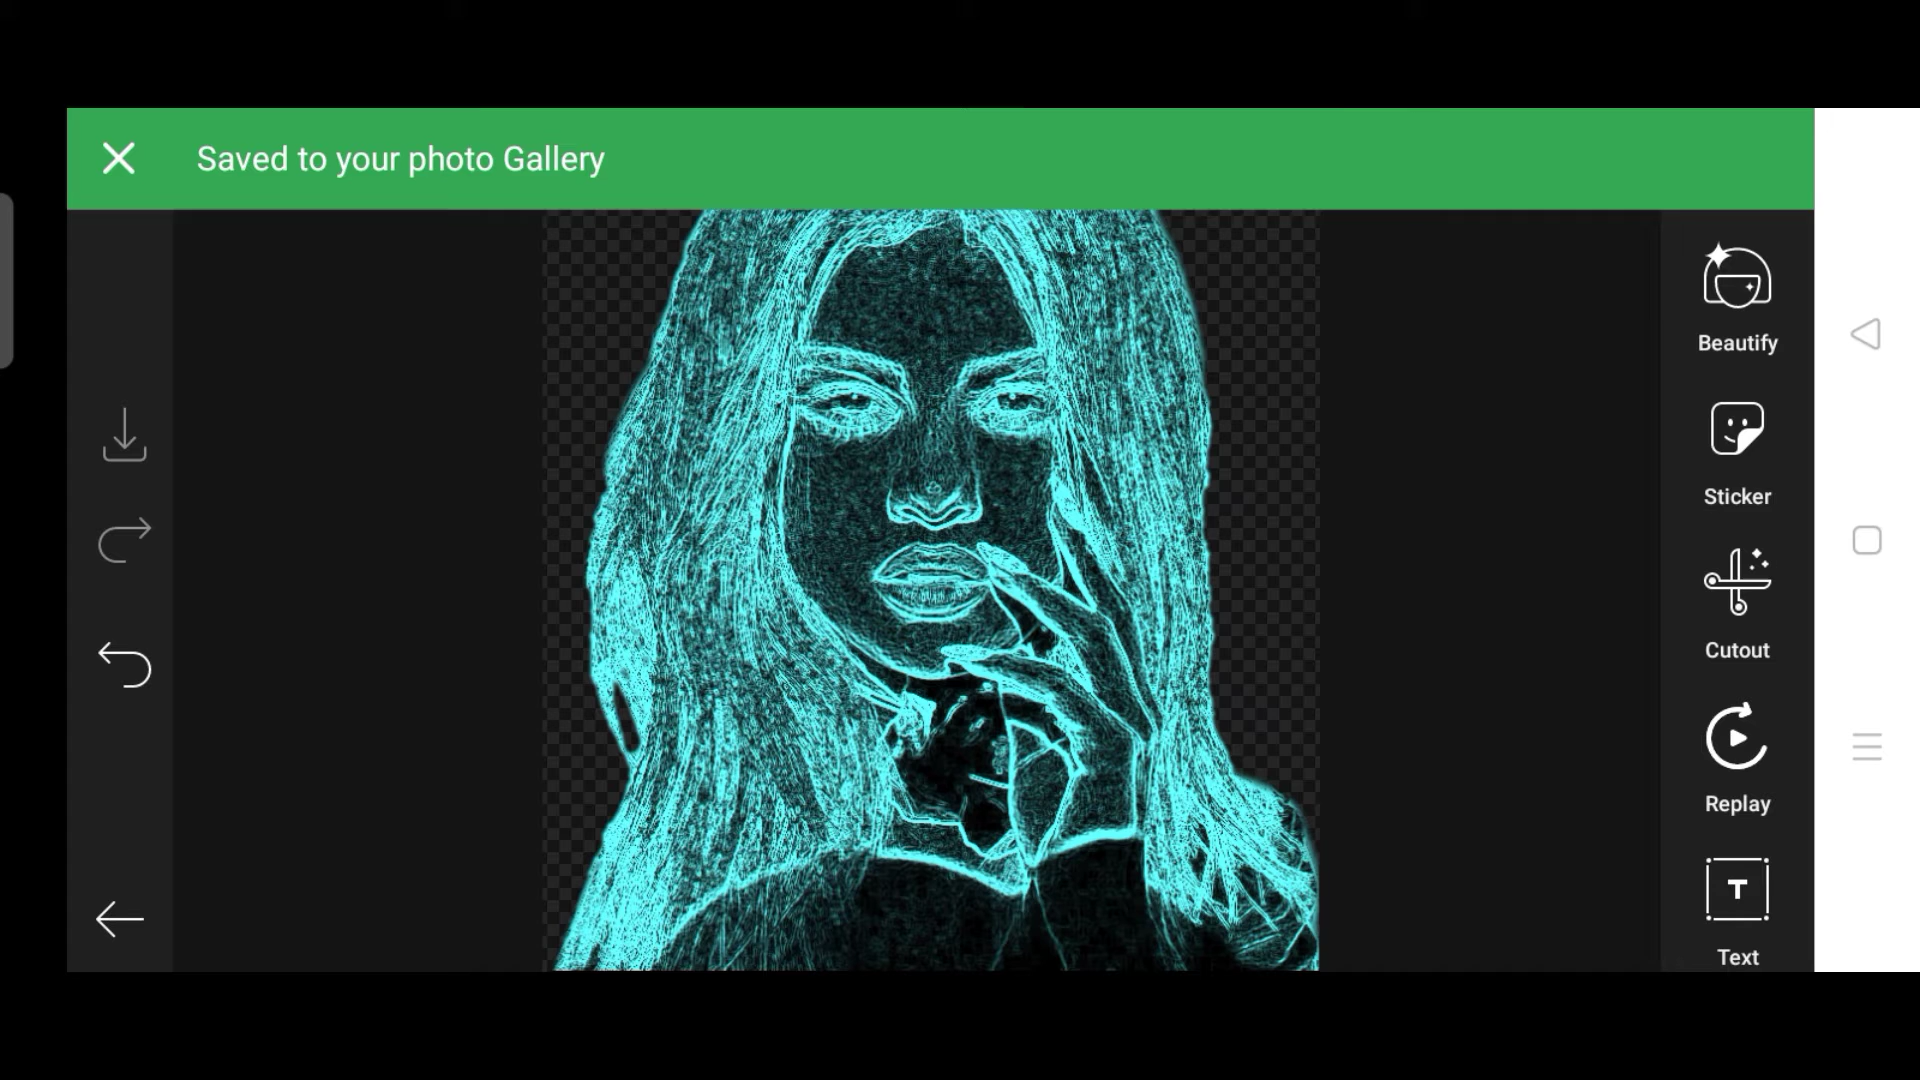 Saved to your photo Gallery
Beautify
Sticker
Cutout
Replay
T
Text